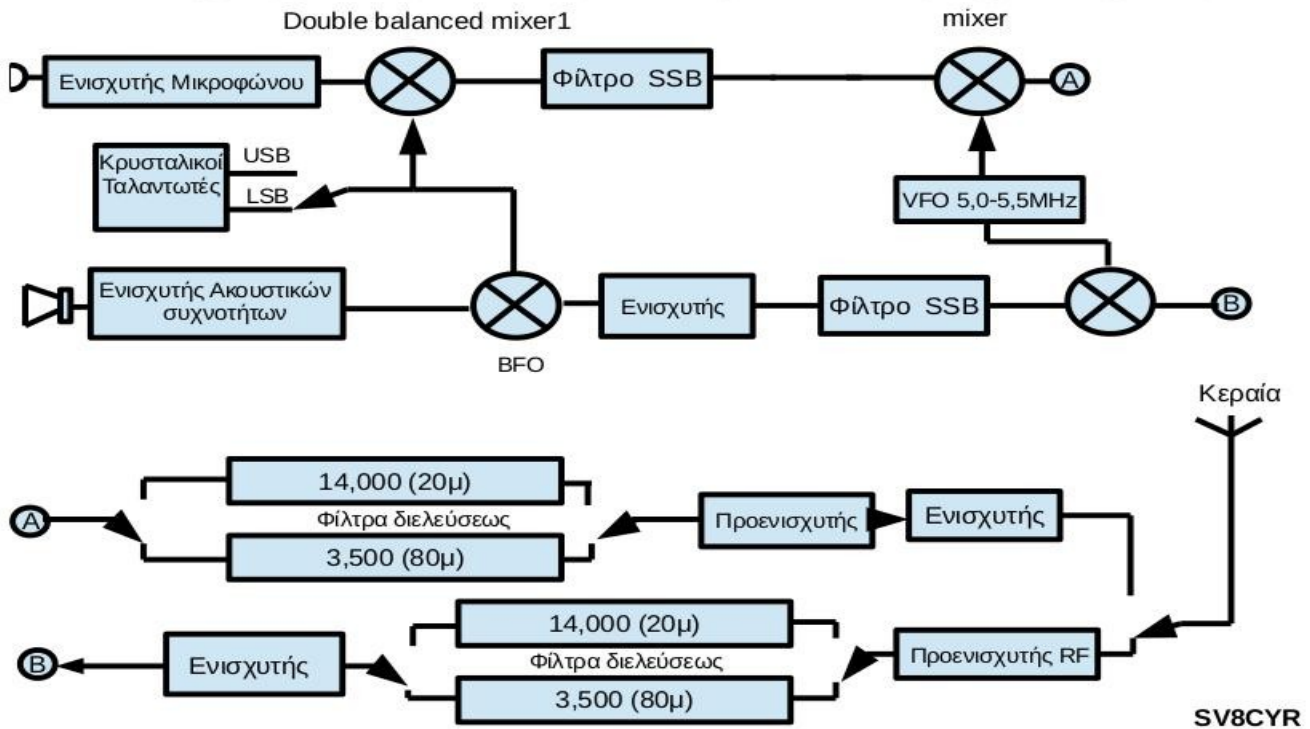 Double balanced mixer1
mixer
Ενισχυτής Μικροφώνου
Φίλτρο SSB
A
Κρυσταλικοί
Ταλαντωτές
USB
LSB
VFO 5,0-5,5MHz
Ενισχυτής Ακουστικών
συχνοτήτων
BFO
Ενισχυτής
Φίλτρο SSB
B
Κεραία
A
14,000 (20μ)
Φίλτρα διελεύσεως
3,500 (80μ)
Προενισχυτής
Ενισχυτής
B
Ενισχυτής
14,000 (20μ)
Φίλτρα διελεύσεως
3,500 (80μ)
Προενισχυτής RF
SV8CYR